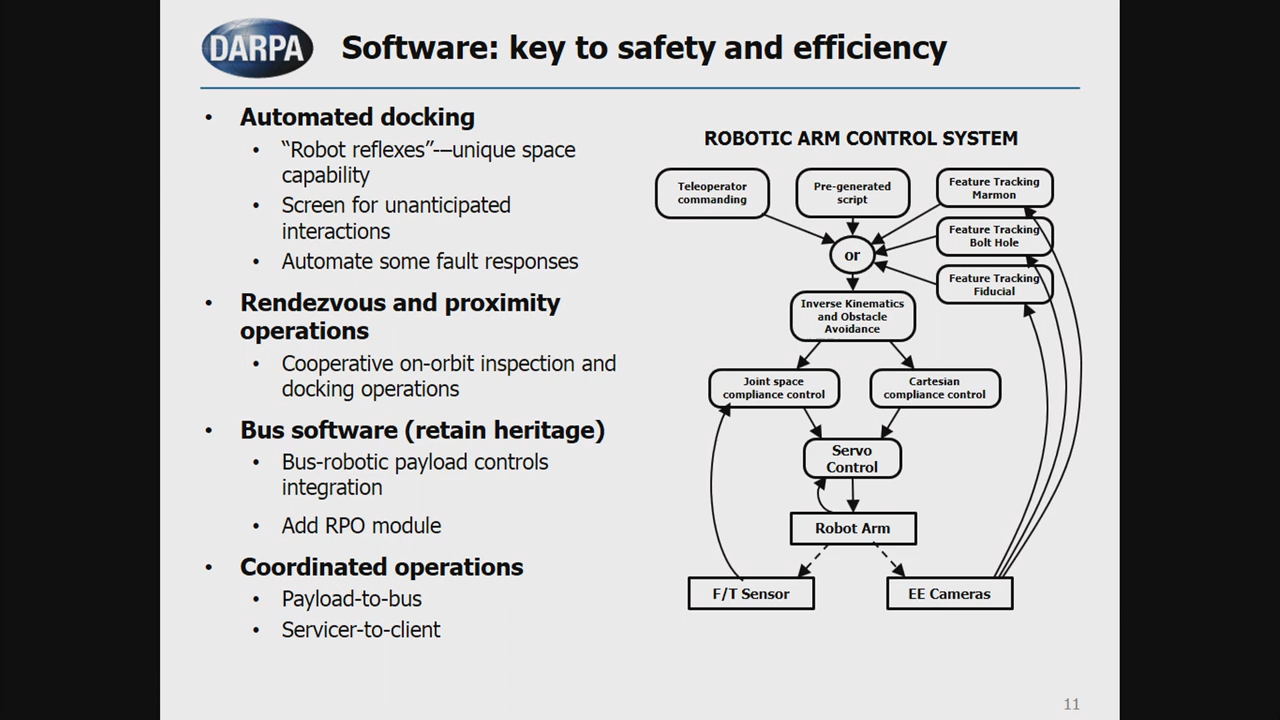 DARPA
Software: key to safety and efficiency
• Automated docking
• “Robot reflexes”-–unique space
capability
• Screen for unanticipated
interactions
• Automate some fault responses
• Rendezvous and proximity
operations
• Cooperative on-orbit inspection and
docking operations
• Bus software (retain heritage)
• Bus-robotic payload controls
integration
• Add RPO module
• Coordinated operations
• Payload-to-bus
• Servicer-to-client
ROBOTIC ARM CONTROL SYSTEM
Teleoperator
commanding
Pre-generated
script
Feature Tracking
Marmon
Feature Tracking
Bolt Hole
Feature Tracking
Fiducial
or
Inverse Kinematics
and Obstacle
Avoidance
Joint space
compliance control
Cartesian
compliance control
Servo
Control
Robot Arm
F/T Sensor
EE Cameras
11